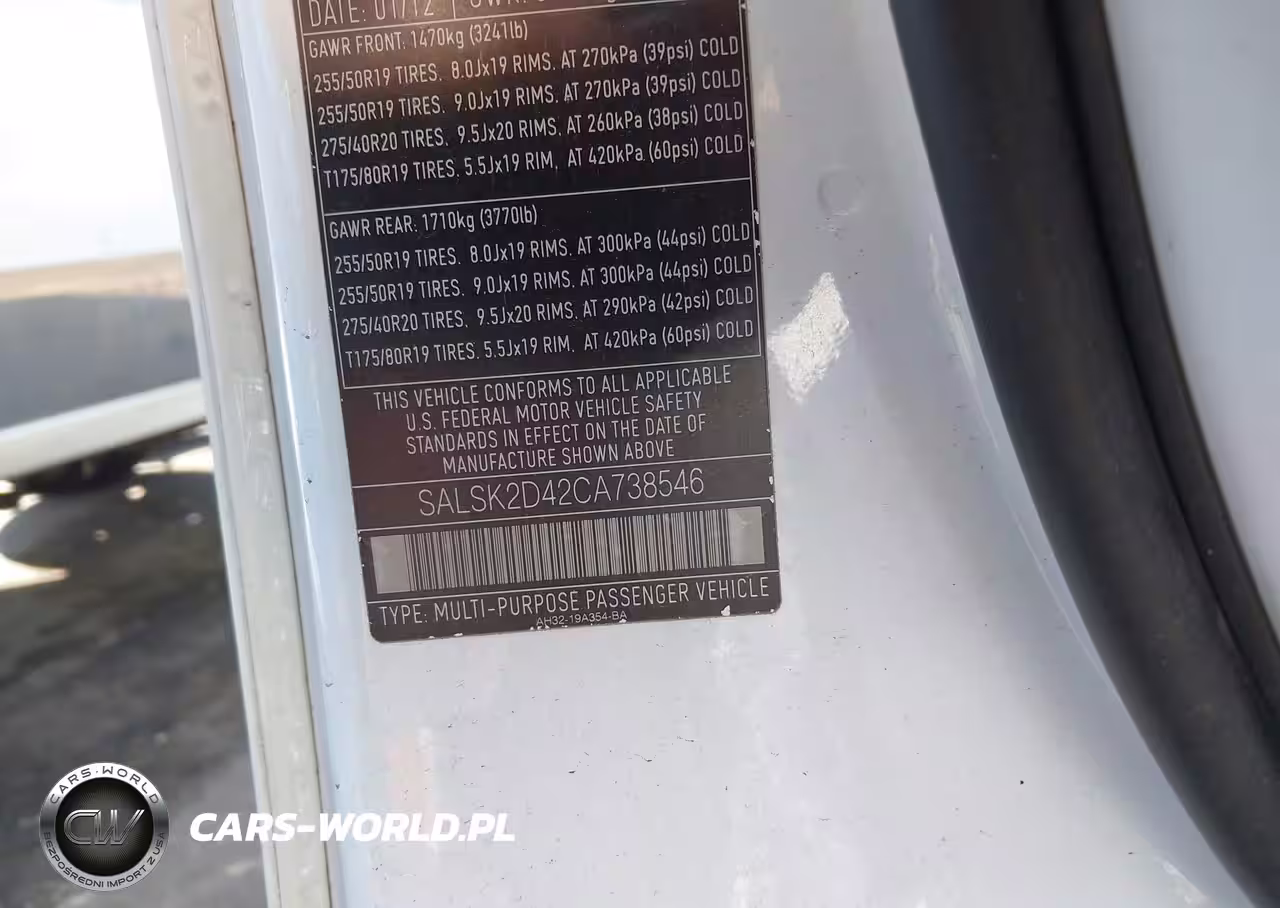 DATE: 01/12
GAWR FRONT: 1470kg (3241lb)
255/50R19 TIRES. 8.0Jx19 RIMS. AT 270kPa (39psi) COLD
255/50R19 TIRES. 9.0Jx19 RIMS. AT 270kPa (39psi) COLD
275/40R20 TIRES. 9.5Jx20 RIMS. AT 260kPa (38psi) COLD
T175/80R19 TIRES. 5.5Jx19 RIM, AT 420kPa (60psi) COLD
GAWR REAR: 1710kg (3770lb)
255/50R19 TIRES. 8.0Jx19 RIMS. AT 300kPa (44psi) COLD
255/50R19 TIRES. 9.0Jx19 RIMS. AT 300kPa (44psi) COLD
275/40R20 TIRES. 9.5Jx20 RIMS. AT 290kPa (42psi) COLD
T175/80R19 TIRES. 5.5Jx19 RIM, AT 420kPa (60psi) COLD
THIS VEHICLE CONFORMS TO ALL APPLICABLE
U.S. FEDERAL MOTOR VEHICLE SAFETY
STANDARDS IN EFFECT ON THE DATE OF
MANUFACTURE SHOWN ABOVE
SALSK2D42CA738546
TYPE: MULTI-PURPOSE PASSENGER VEHICLE
AH32-19A354-BA
CARS-WORLD
CW
BEZPOŚREDNI IMPORT Z USA
CARS-WORLD.PL